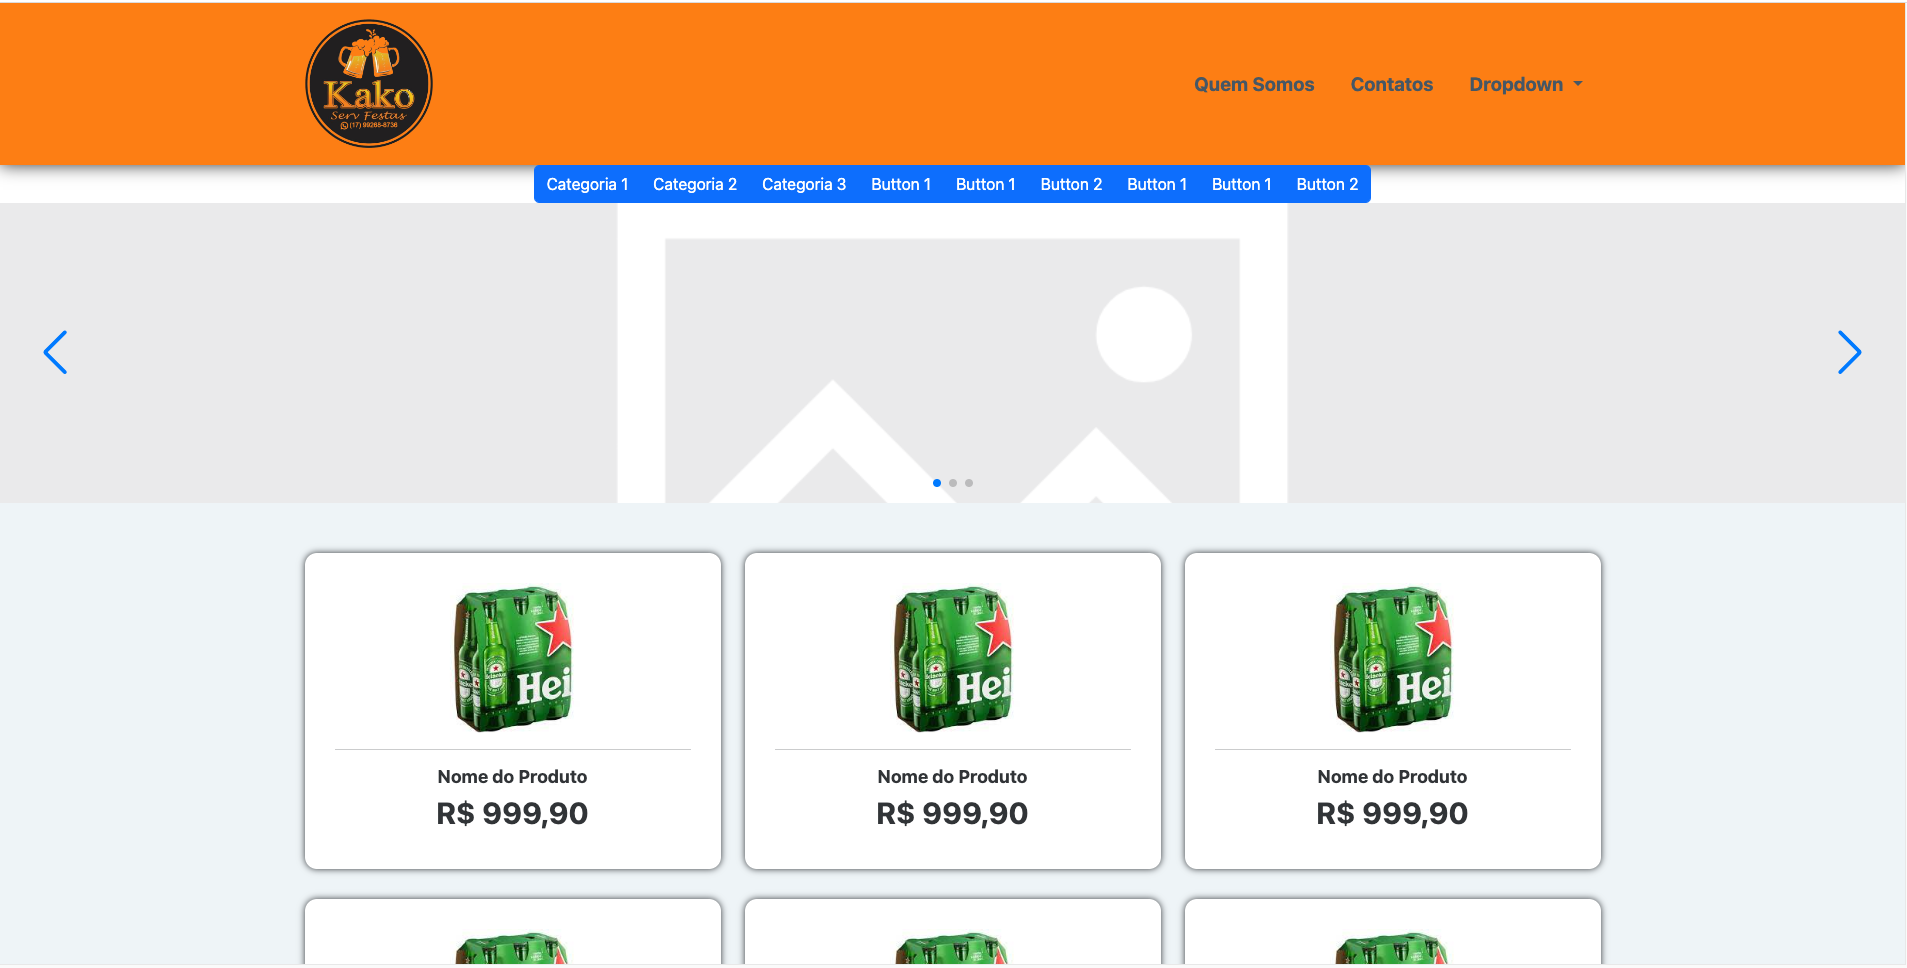 Kako
Serv Festas
(17) 99268-8736
Quem Somos Contatos Dropdown
Categoria 1 Categoria 2 Categoria 3 Button 1 Button 1 Button 2 Button 1 Button 1 Button 2
Hei
Hei
Hei
Nome do Produto Nome do Produto Nome do Produto
R$ 999,90 R$ 999,90 R$ 999,90